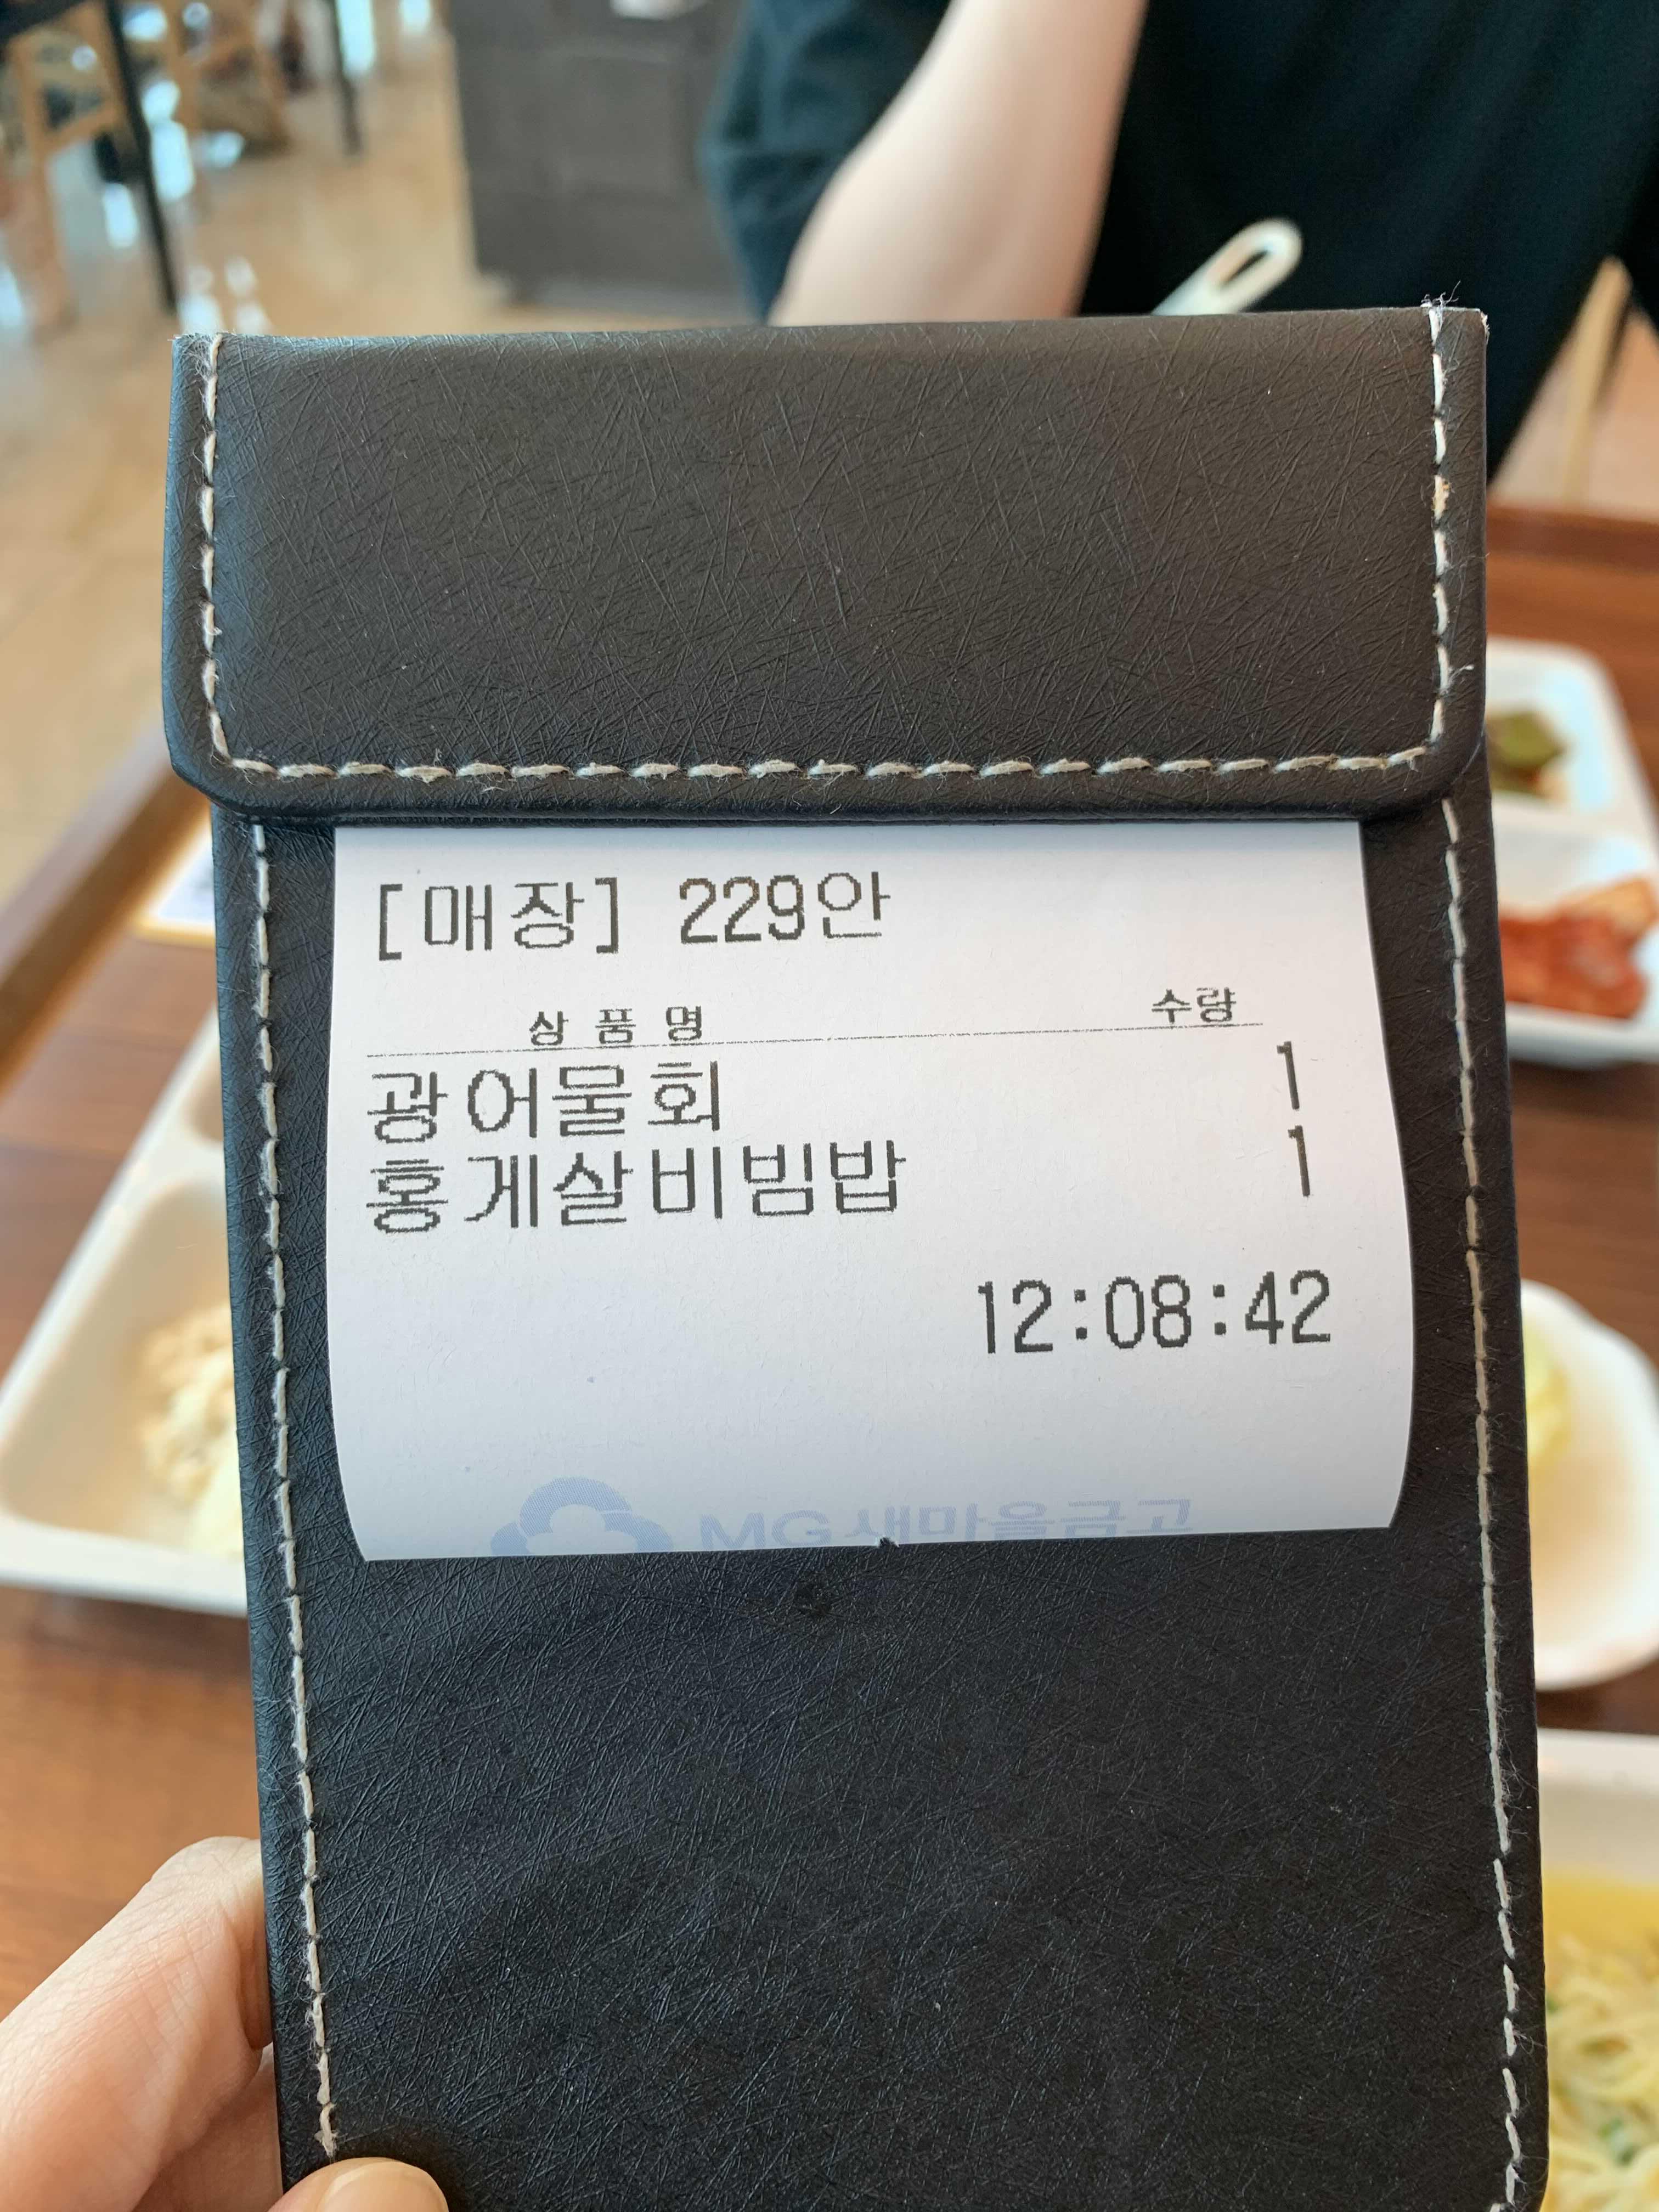 [매장] 229안
상 품 명 수량
광어물회 1
홍게살비빔밥 1
12:08:42
MG새마을금고